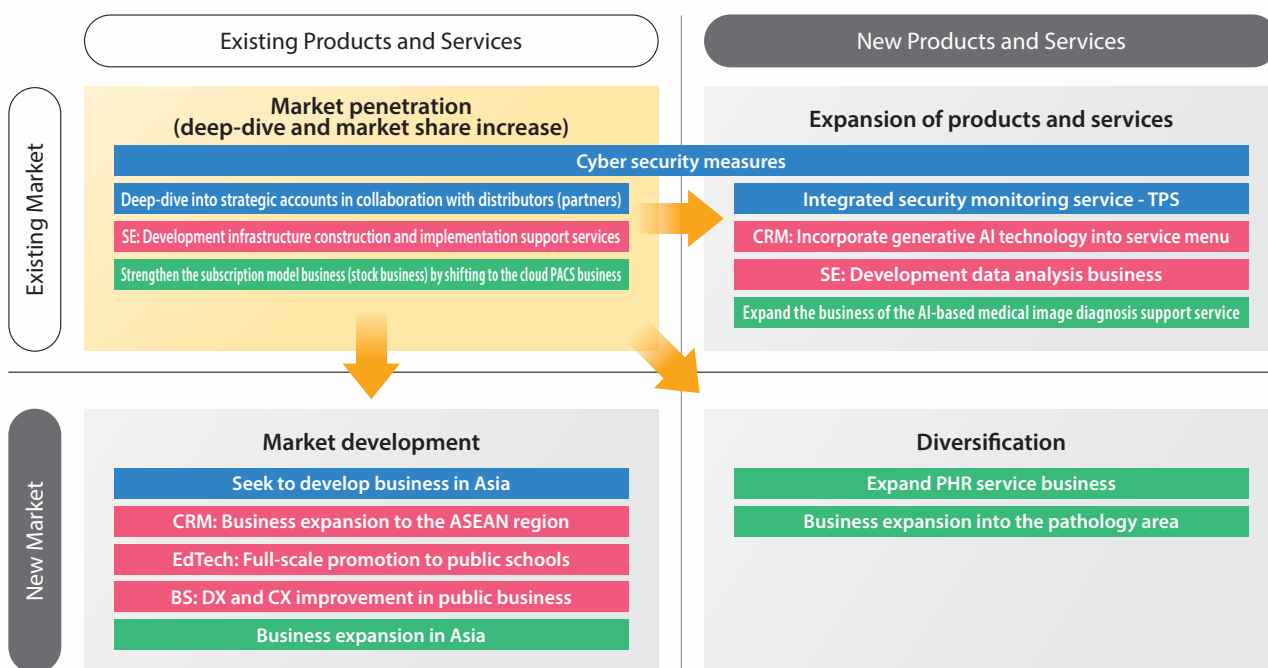 Existing Products and Services
New Products and Services
Existing Market
Market penetration
(deep-dive and market share increase)
Expansion of products and services
Cyber security measures
Deep-dive into strategic accounts in collaboration with distributors (partners)
SE: Development infrastructure construction and implementation support services
Strengthen the subscription model business (stock business) by shifting to the cloud PACS business
Integrated security monitoring service - TPS
CRM: Incorporate generative AI technology into service menu
SE: Development data analysis business
Expand the business of the AI-based medical image diagnosis support service
New Market
Market development
Seek to develop business in Asia
CRM: Business expansion to the ASEAN region
EdTech: Full-scale promotion to public schools
BS: DX and CX improvement in public business
Business expansion in Asia
Diversification
Expand PHR service business
Business expansion into the pathology area